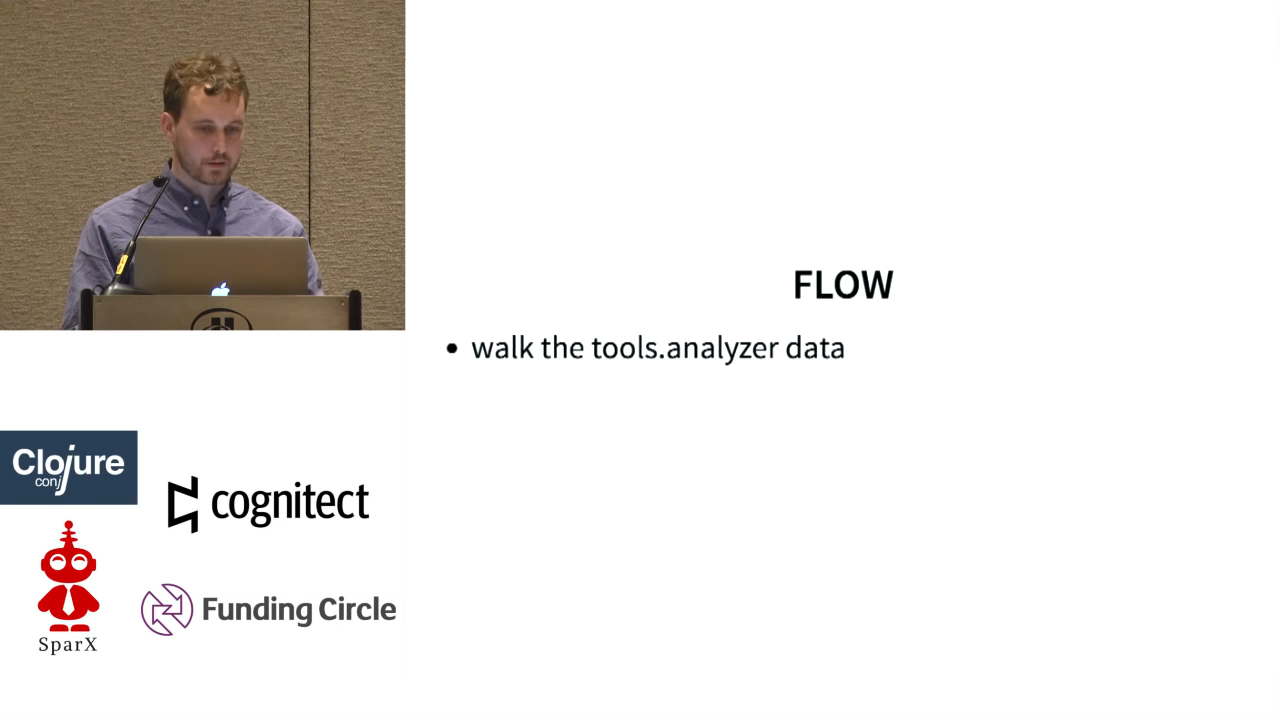 FLOW
• walk the tools.analyzer data
Clojure
conj
cognitect
SparX
Funding Circle